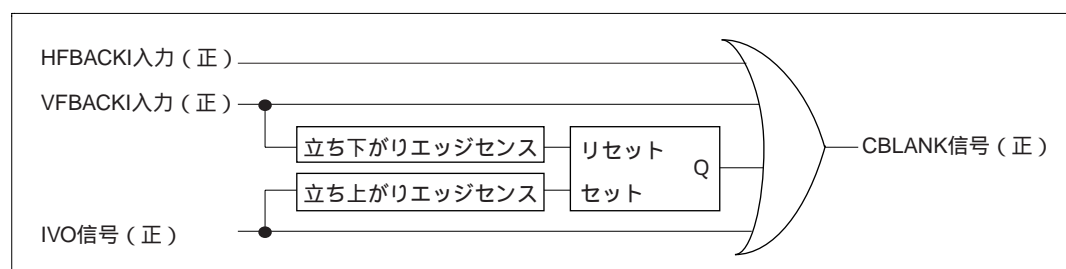 HFBACKI入力（正）
VFBACKI入力（正）
立ち下がりエッジセンス
リセット
Q
CBLANK信号（正）
立ち上がりエッジセンス
セット
IVO信号（正）